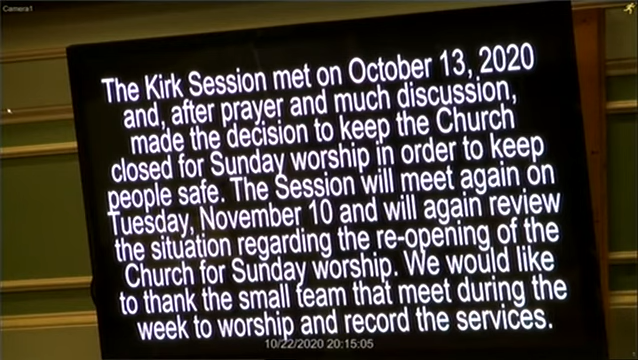 Camera1
The Kirk Session met on October 13, 2020
and, after prayer and much discussion,
made the decision to keep the Church
closed for Sunday worship in order to keep
people safe. The Session will meet again on
Tuesday, November 10 and will again review
the situation regarding the re-opening of the
Church for Sunday worship. We would like
to thank the small team that meet during the
week to worship and record the services.
10/22/2020 20:15:05